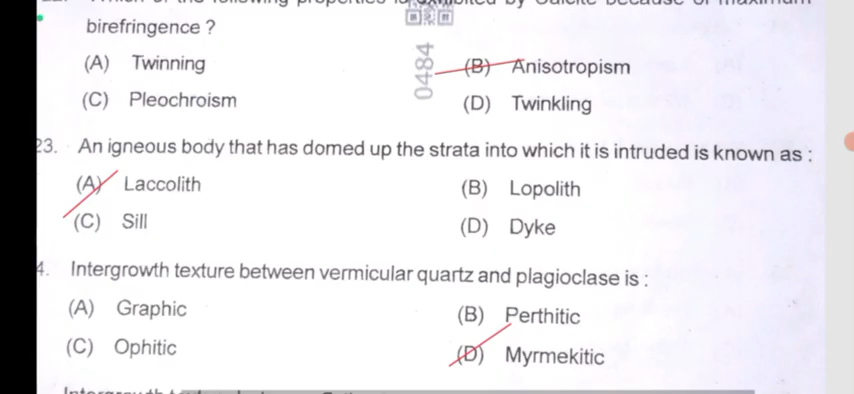 birefringence ?
(A) Twinning
(B) Anisotropism
(C) Pleochroism
(D) Twinkling
0484
23. An igneous body that has domed up the strata into which it is intruded is known as :
(A) Laccolith
(B) Lopolith
(C) Sill
(D) Dyke
4. Intergrowth texture between vermicular quartz and plagioclase is :
(A) Graphic
(B) Perthitic
(C) Ophitic
(D) Myrmekitic